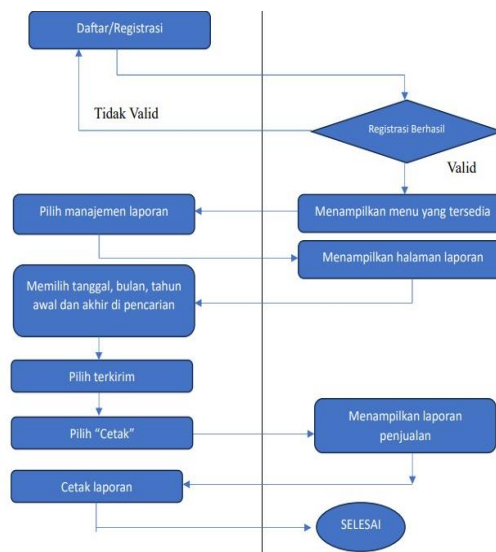 Daftar/Registrasi
Tidak Valid
Registrasi Berhasil
Valid
Pilih manajemen laporan
Menampilkan menu yang tersedia
Menampilkan halaman laporan
Memilih tanggal, bulan, tahun
awal dan akhir di pencarian
Pilih terkirim
Pilih “Cetak”
Menampilkan laporan
penjualan
Cetak laporan
SELESAI